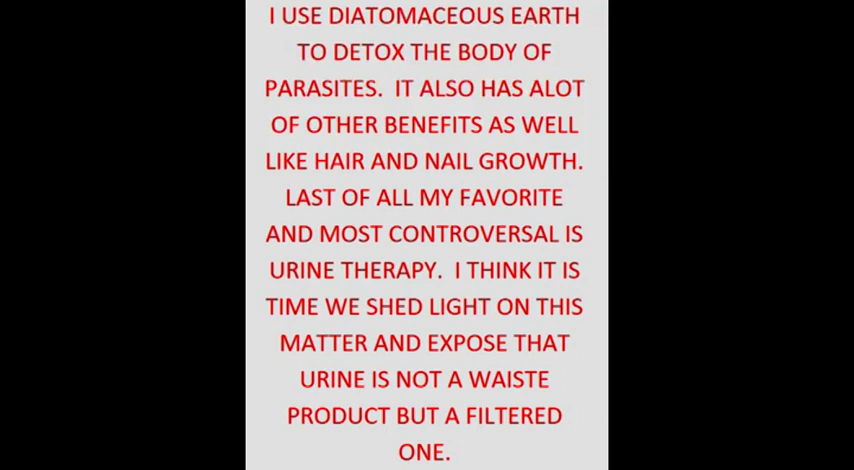 I USE DIATOMACEOUS EARTH
TO DETOX THE BODY OF
PARASITES.  IT ALSO HAS ALOT
OF OTHER BENEFITS AS WELL
LIKE HAIR AND NAIL GROWTH.
LAST OF ALL MY FAVORITE
AND MOST CONTROVERSAL IS
URINE THERAPY.  I THINK IT IS
TIME WE SHED LIGHT ON THIS
MATTER AND EXPOSE THAT
URINE IS NOT A WAISTE
PRODUCT BUT A FILTERED
ONE.